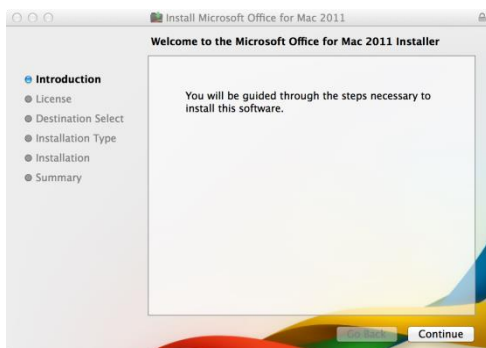 Install Microsoft Office for Mac 2011
Welcome to the Microsoft Office for Mac 2011 Installer
Introduction
License
Destination Select
Installation Type
Installation
Summary
You will be guided through the steps necessary to
install this software.
Go Back
Continue